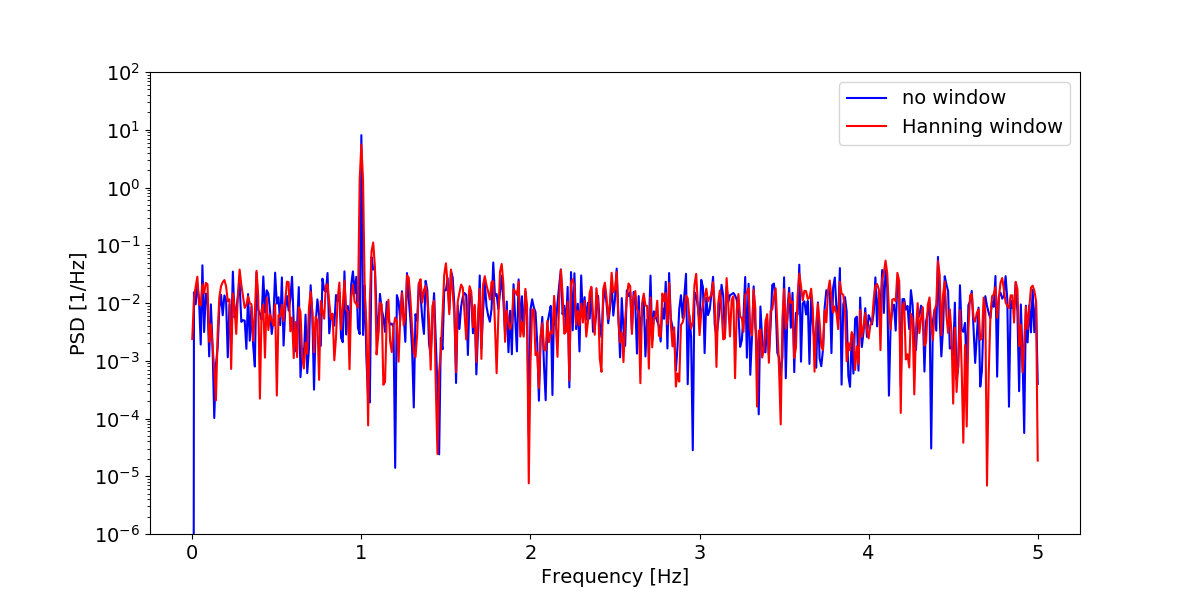 no window
Hanning window
PSD [1/Hz]
10²
10¹
10⁰
10⁻¹
10⁻²
10⁻³
10⁻⁴
10⁻⁵
10⁻⁶
0 1 2 3 4 5
Frequency [Hz]